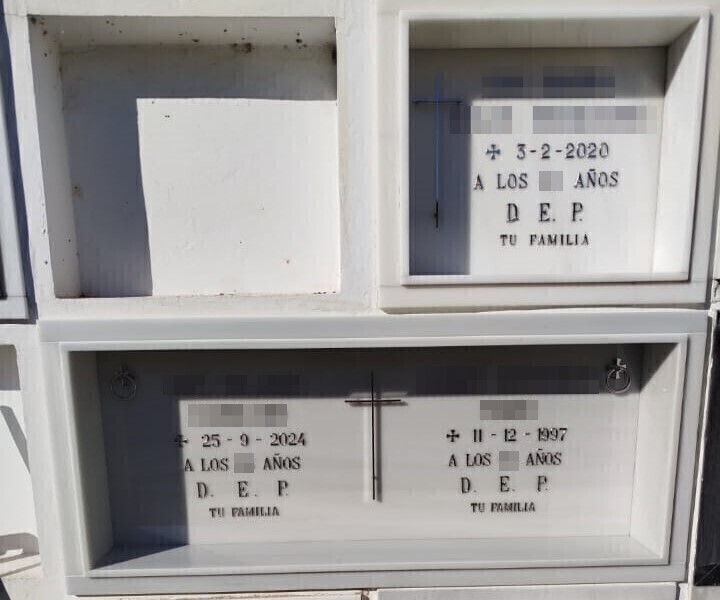 ✢ 3-2-2020
A LOS AÑOS
D. E. P.
TU FAMILIA
✢ 25 - 9 - 2024
A LOS AÑOS
D. E. P.
TU FAMILIA
✢ 11 - 12 - 1997
A LOS AÑOS
D. E. P.
TU FAMILIA